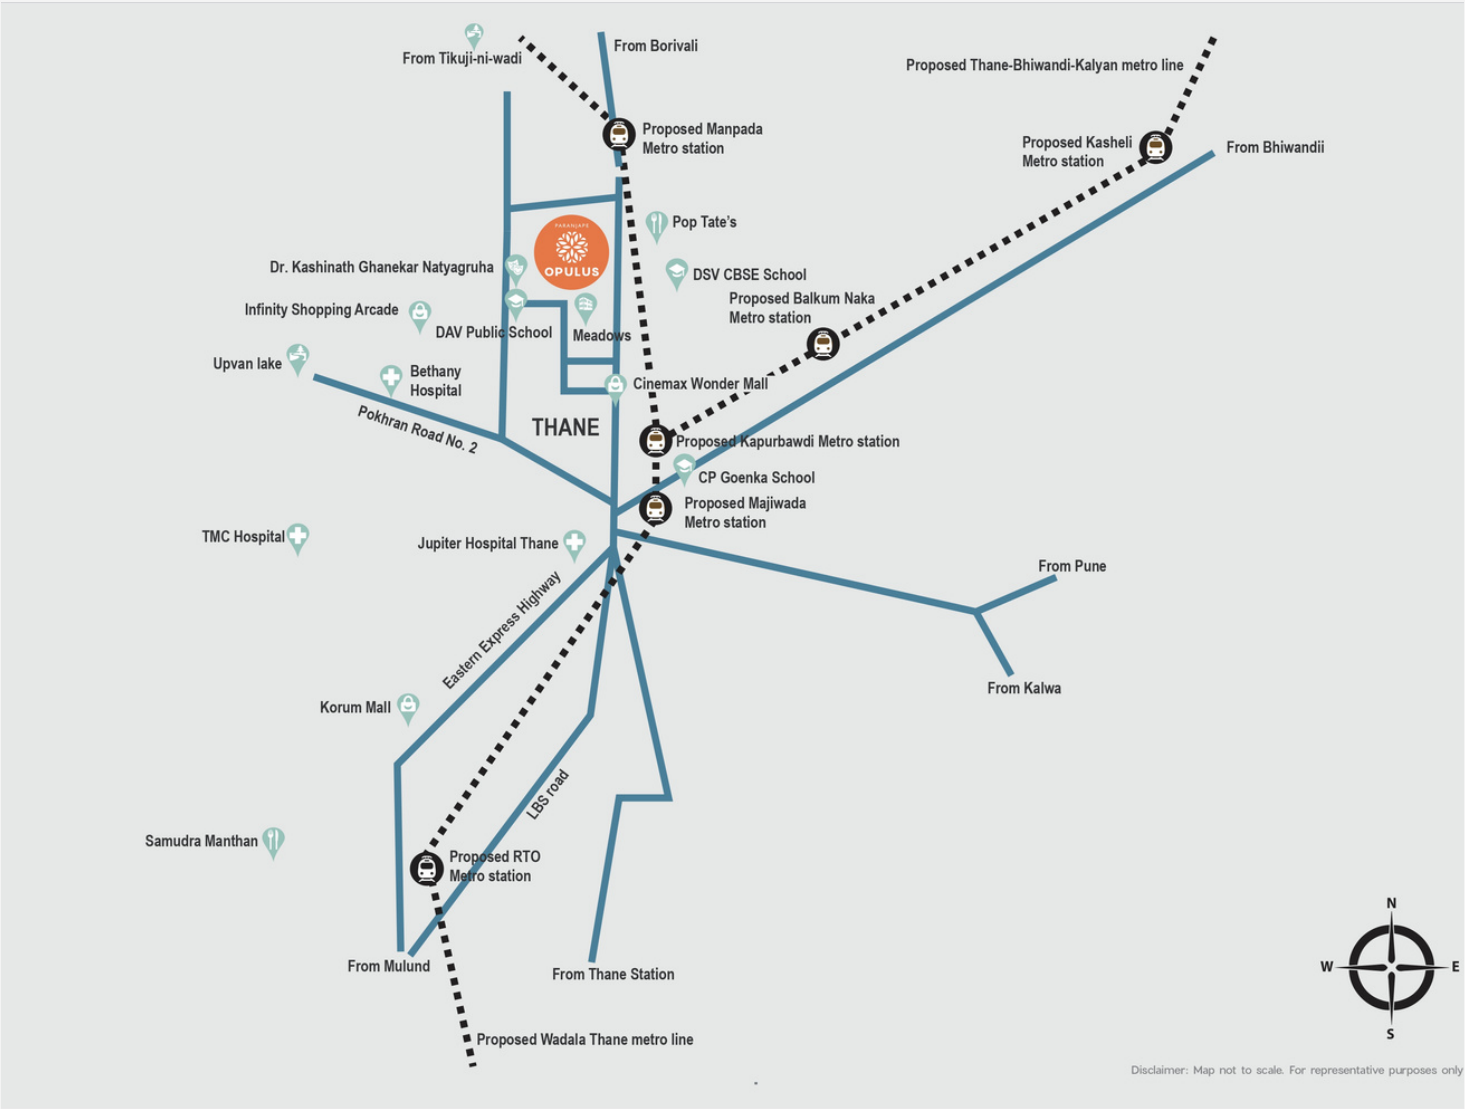 From Tikuji-ni-wadi
From Borivali
Proposed Thane-Bhiwandi-Kalyan metro line
Proposed Manpada
Metro station
Proposed Kasheli
Metro station
From Bhiwandii
PARANJAPE
OPULUS
Pop Tate's
Dr. Kashinath Ghanekar Natyagruha
DSV CBSE School
Proposed Balkum Naka
Metro station
Infinity Shopping Arcade
DAV Public School
Meadows
Upvan lake
Bethany
Hospital
Cinemax Wonder Mall
Pokhran Road No. 2
THANE
Proposed Kapurbawdi Metro station
CP Goenka School
Proposed Majiwada
Metro station
TMC Hospital
Jupiter Hospital Thane
From Pune
Eastern Express Highway
From Kalwa
Korum Mall
LBS road
Samudra Manthan
Proposed RTO
Metro station
N
W
E
S
From Mulund
From Thane Station
Proposed Wadala Thane metro line
Disclaimer: Map not to scale. For representative purposes only